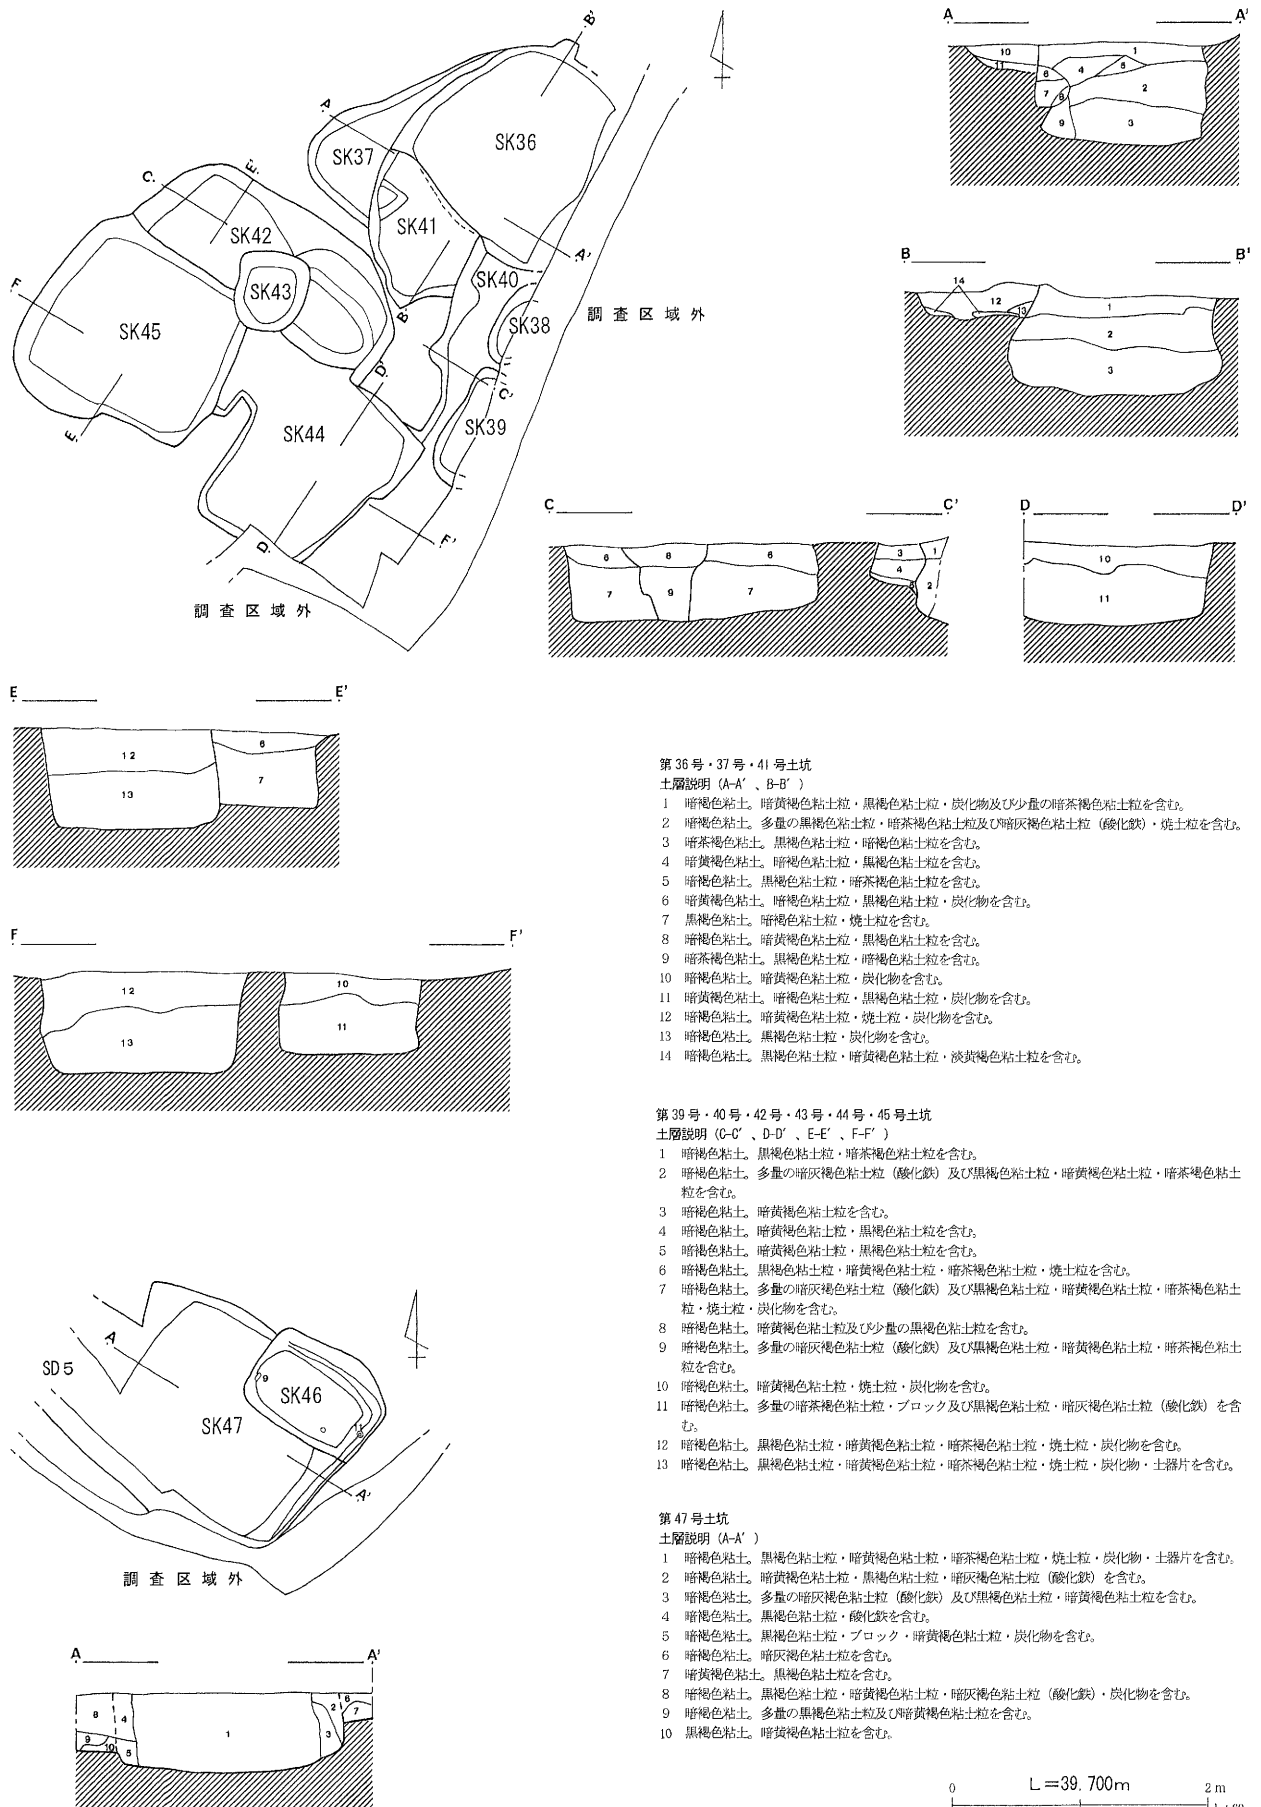 B'
A
A'
A
SK36
SK37
SK41
C
E'
SK42
SK43
SK40
A'
F
SK45
B
SK38
調査区域外
D'
C'
SK44
SK39
E
D
F'
調査区域外
10
11
1
6
4
5
2
7
8
9
3
B
B'
14
12
13
1
2
3
C
C'
D
D'
6
8
6
3
1
4
7
9
7
5
2
10
11
E
E'
12
6
13
7
F
F'
12
10
13
11
第36号・37号・41号土坑
土層説明(A-A′、B-B′)
1 暗褐色粘土。暗黄褐色粘土粒・黒褐色粘土粒・炭化物及び少量の暗茶褐色粘土粒を含む。
2 暗褐色粘土。多量の黒褐色粘土粒・暗茶褐色粘土粒及び暗灰褐色粘土粒(酸化鉄)・焼土粒を含む。
3 暗茶褐色粘土。黒褐色粘土粒・暗褐色粘土粒を含む。
4 暗黄褐色粘土。暗褐色粘土粒・黒褐色粘土粒を含む。
5 暗褐色粘土。黒褐色粘土粒・暗茶褐色粘土粒を含む。
6 暗黄褐色粘土。暗褐色粘土粒・黒褐色粘土粒・炭化物を含む。
7 黒褐色粘土。暗褐色粘土粒・焼土粒を含む。
8 暗褐色粘土。暗黄褐色粘土粒・黒褐色粘土粒を含む。
9 暗茶褐色粘土。黒褐色粘土粒・暗褐色粘土粒を含む。
10 暗褐色粘土。暗黄褐色粘土粒・炭化物を含む。
11 暗黄褐色粘土。暗褐色粘土粒・黒褐色粘土粒・炭化物を含む。
12 暗褐色粘土。暗黄褐色粘土粒・焼土粒・炭化物を含む。
13 暗褐色粘土。黒褐色粘土粒・炭化物を含む。
14 暗褐色粘土。黒褐色粘土粒・暗黄褐色粘土粒・淡黄褐色粘土粒を含む。
第39号・40号・42号・43号・44号・45号土坑
土層説明(C-C′、D-D′、E-E′、F-F′)
1 暗褐色粘土。黒褐色粘土粒・暗茶褐色粘土粒を含む。
2 暗褐色粘土。多量の暗灰褐色粘土粒(酸化鉄)及び黒褐色粘土粒・暗黄褐色粘土粒・暗茶褐色粘土
粒を含む。
3 暗褐色粘土。暗黄褐色粘土粒を含む。
4 暗褐色粘土。暗黄褐色粘土粒・黒褐色粘土粒を含む。
5 暗褐色粘土。暗黄褐色粘土粒・黒褐色粘土粒を含む。
6 暗褐色粘土。黒褐色粘土粒・暗黄褐色粘土粒・暗茶褐色粘土粒・焼土粒を含む。
7 暗褐色粘土。多量の暗灰褐色粘土粒(酸化鉄)及び黒褐色粘土粒・暗黄褐色粘土粒・暗茶褐色粘土
粒・焼土粒・炭化物を含む。
8 暗褐色粘土。暗黄褐色粘土粒及び少量の黒褐色粘土粒を含む。
9 暗褐色粘土。多量の暗灰褐色粘土粒(酸化鉄)及び黒褐色粘土粒・暗黄褐色粘土粒・暗茶褐色粘土
粒を含む。
10 暗褐色粘土。暗黄褐色粘土粒・焼土粒・炭化物を含む。
11 暗褐色粘土。多量の暗茶褐色粘土粒・ブロック及び黒褐色粘土粒・暗灰褐色粘土粒(酸化鉄)を含
む。
12 暗褐色粘土。黒褐色粘土粒・暗黄褐色粘土粒・暗茶褐色粘土粒・焼土粒・炭化物を含む。
13 暗褐色粘土。黒褐色粘土粒・暗黄褐色粘土粒・暗茶褐色粘土粒・焼土粒・炭化物・土器片を含む。
A
SD5
9
SK46
SK47
11
A'
調査区域外
第47号土坑
土層説明(A-A′)
1 暗褐色粘土。黒褐色粘土粒・暗黄褐色粘土粒・暗茶褐色粘土粒・焼土粒・炭化物・土器片を含む。
2 暗褐色粘土。暗黄褐色粘土粒・黒褐色粘土粒・暗灰褐色粘土粒(酸化鉄)を含む。
3 暗褐色粘土。多量の暗灰褐色粘土粒(酸化鉄)及び黒褐色粘土粒・暗黄褐色粘土粒を含む。
4 暗褐色粘土。黒褐色粘土粒・酸化鉄を含む。
5 暗褐色粘土。黒褐色粘土粒・ブロック・暗黄褐色粘土粒・炭化物を含む。
6 暗褐色粘土。暗灰褐色粘土粒を含む。
7 暗黄褐色粘土。黒褐色粘土粒を含む。
8 暗褐色粘土。黒褐色粘土粒・暗黄褐色粘土粒・暗灰褐色粘土粒(酸化鉄)・炭化物を含む。
9 暗褐色粘土。多量の黒褐色粘土粒及び暗黄褐色粘土粒を含む。
10 黒褐色粘土。暗黄褐色粘土粒を含む。
A
A'
8
4
1
2
6
7
3
9
10
5
0
L=39.700m
2m